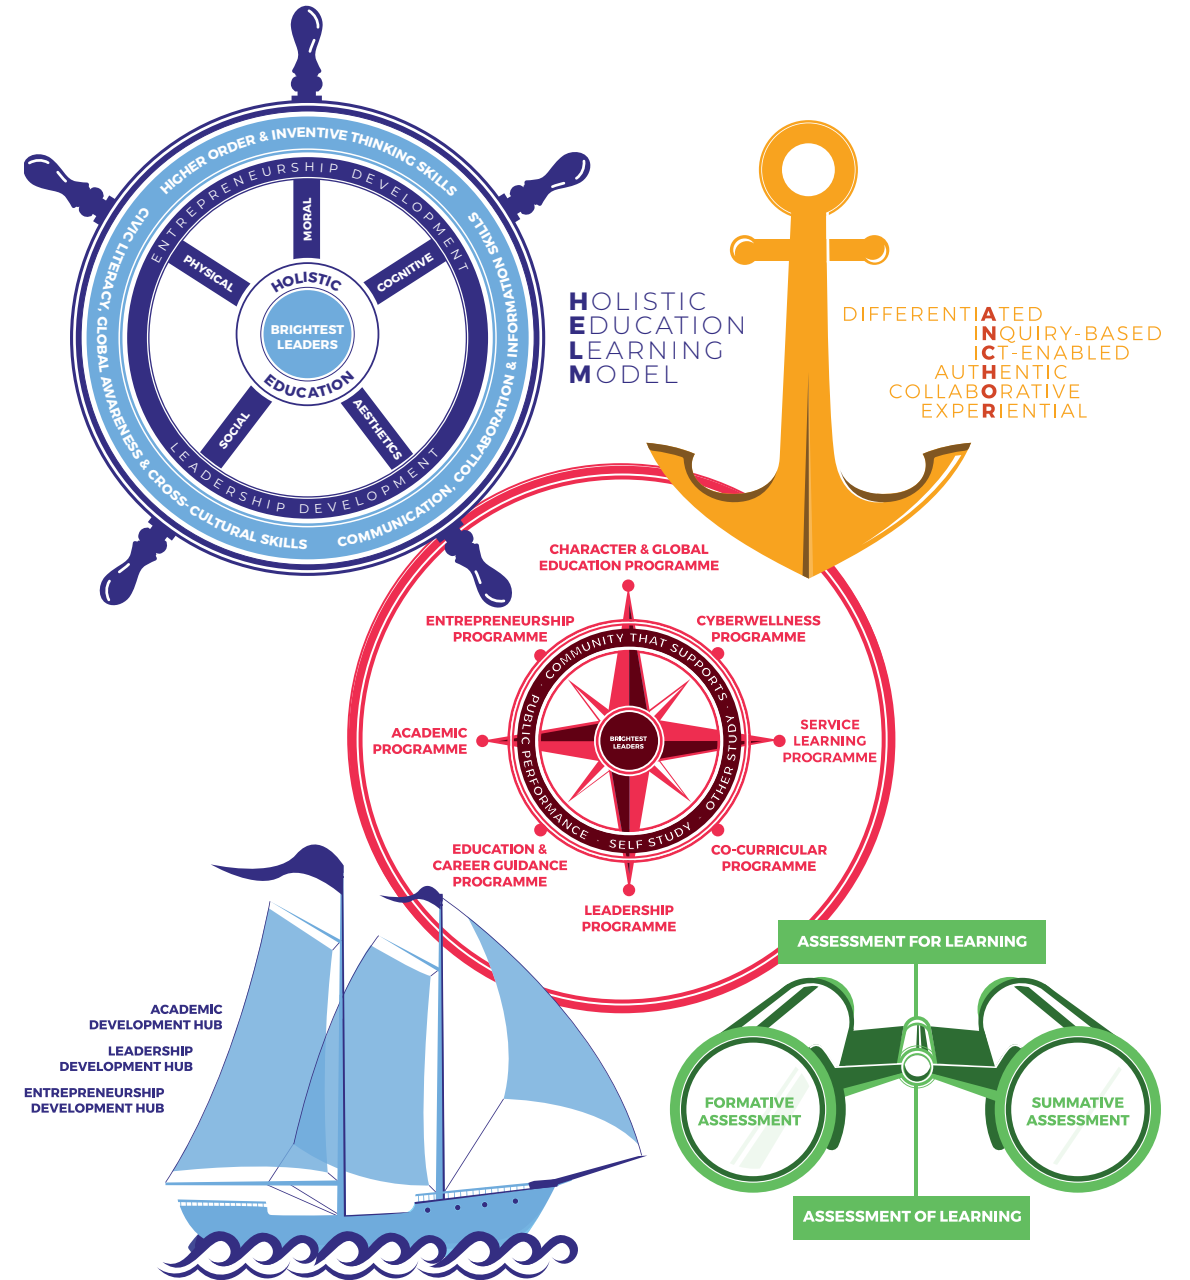 HIGHER ORDER & INVENTIVE THINKING SKILLS
COMMUNICATION, COLLABORATION & INFORMATION SKILLS
CIVIC LITERACY, GLOBAL AWARENESS & CROSS-CULTURAL SKILLS
ENTREPRENEURSHIP DEVELOPMENT
LEADERSHIP DEVELOPMENT
MORAL
COGNITIVE
AESTHETICS
SOCIAL
PHYSICAL
HOLISTIC
EDUCATION
BRIGHTEST
LEADERS
HOLISTIC
EDUCATION
LEARNING
MODEL
DIFFERENTIATED
INQUIRY-BASED
ICT-ENABLED
AUTHENTIC
COLLABORATIVE
EXPERIENTIAL
CHARACTER & GLOBAL
EDUCATION PROGRAMME
CYBERWELLNESS
PROGRAMME
SERVICE
LEARNING
PROGRAMME
CO-CURRICULAR
PROGRAMME
LEADERSHIP
PROGRAMME
EDUCATION &
CAREER GUIDANCE
PROGRAMME
ACADEMIC
PROGRAMME
ENTREPRENEURSHIP
PROGRAMME
COMMUNITY THAT SUPPORTS · OTHER STUDY · SELF STUDY · PUBLIC PERFORMANCE ·
BRIGHTEST
LEADERS
ACADEMIC
DEVELOPMENT HUB
LEADERSHIP
DEVELOPMENT HUB
ENTREPRENEURSHIP
DEVELOPMENT HUB
ASSESSMENT FOR LEARNING
FORMATIVE
ASSESSMENT
SUMMATIVE
ASSESSMENT
ASSESSMENT OF LEARNING